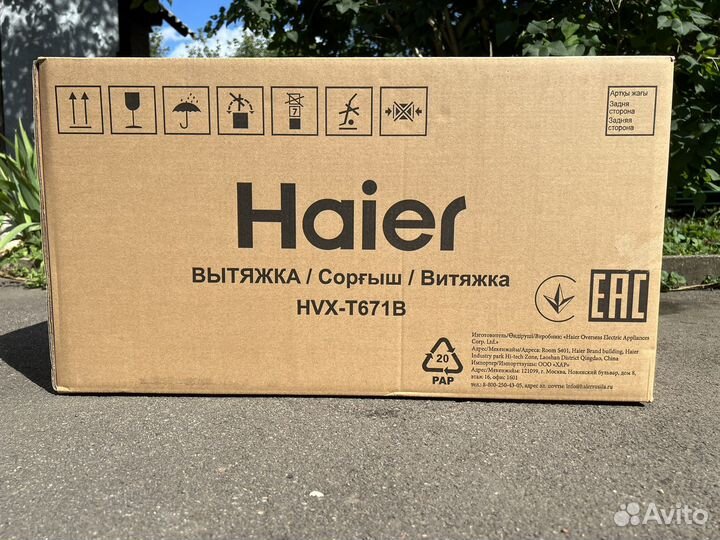 7
Артқы жағы
Задня
сторона
Задняя
сторона
Haier
ВЫТЯЖКА / Сорғыш / Витяжка
HVX-T671B
EAC
20
PAP
Изготовитель/Өндіруші/Виробник: «Haier Overseas Electric Appliances
Corp. Ltd.»
Адрес/Мекенжайы/Адреса: Room S401, Haier Brand building, Haier
Industry park Hi-tech Zone, Laoshan District Qingdao, China
Импортер/Импорттаушы: ООО «ХАР»
Адрес/Мекенжайы: 121099, г. Москва, Новинский бульвар, дом 8,
этаж 16, офис 1601
тел.: 8-800-250-43-05, адрес эл. почты: info@haierrussia.ru
Avito